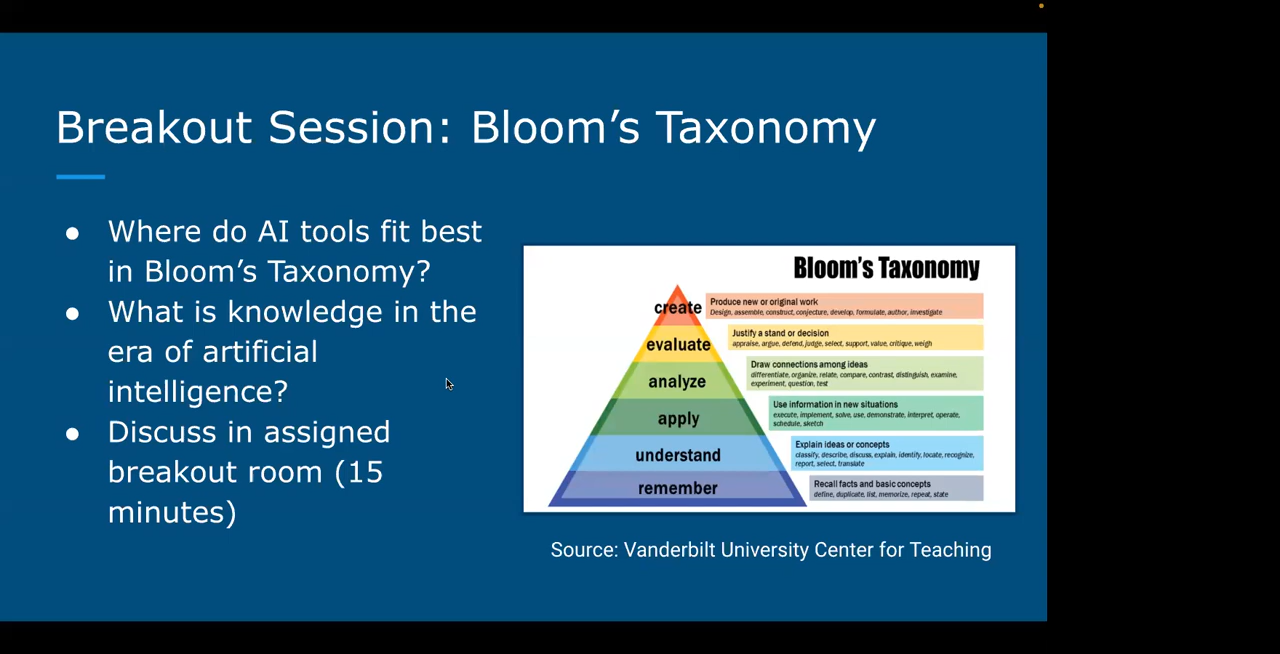 Breakout Session: Bloom’s Taxonomy
● Where do AI tools fit best
in Bloom’s Taxonomy?
● What is knowledge in the
era of artificial
intelligence?
● Discuss in assigned
breakout room (15
minutes)
Bloom’s Taxonomy
create
Produce new or original work
Design, assemble, construct, conjecture, develop, formulate, author, investigate
evaluate
Justify a stand or decision
appraise, argue, defend, judge, select, support, value, critique, weigh
analyze
Draw connections among ideas
differentiate, organize, relate, compare, contrast, distinguish, examine,
experiment, question, test
apply
Use information in new situations
execute, implement, solve, use, demonstrate, interpret, operate,
schedule, sketch
understand
Explain ideas or concepts
classify, describe, discuss, explain, identify, locate, recognize,
report, select, translate
remember
Recall facts and basic concepts
define, duplicate, list, memorize, repeat, state
Source: Vanderbilt University Center for Teaching